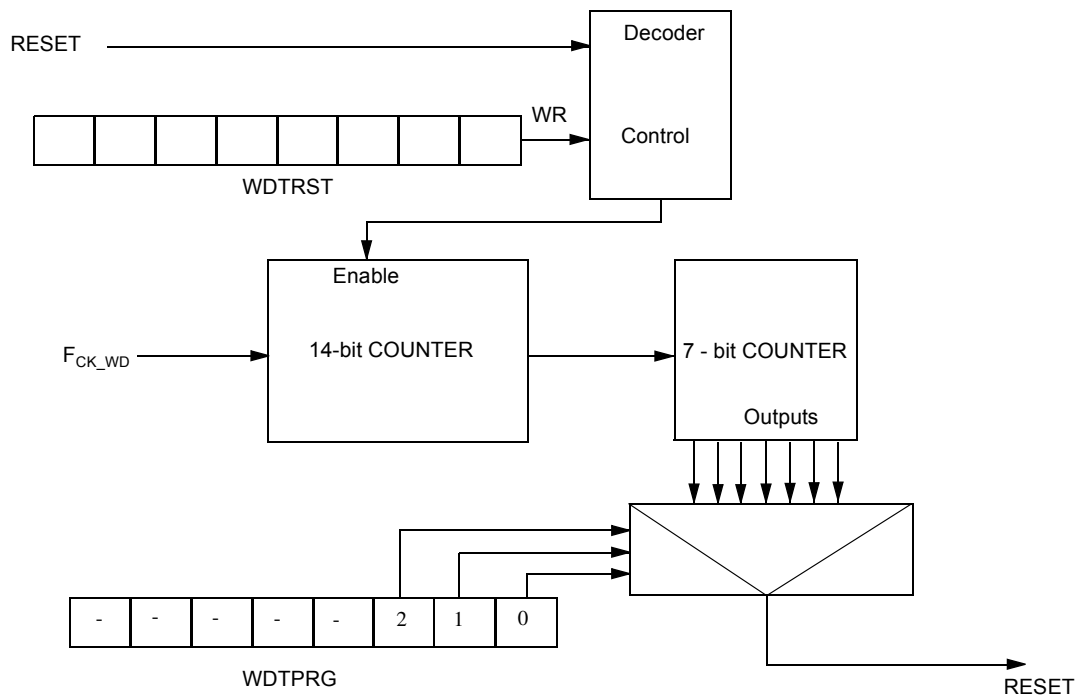 RESET
Decoder
WR
Control
WDTRST
Enable
F_CK_WD
14-bit COUNTER
7 - bit COUNTER
Outputs
- - - - - 2 1 0
WDTPRG
RESET